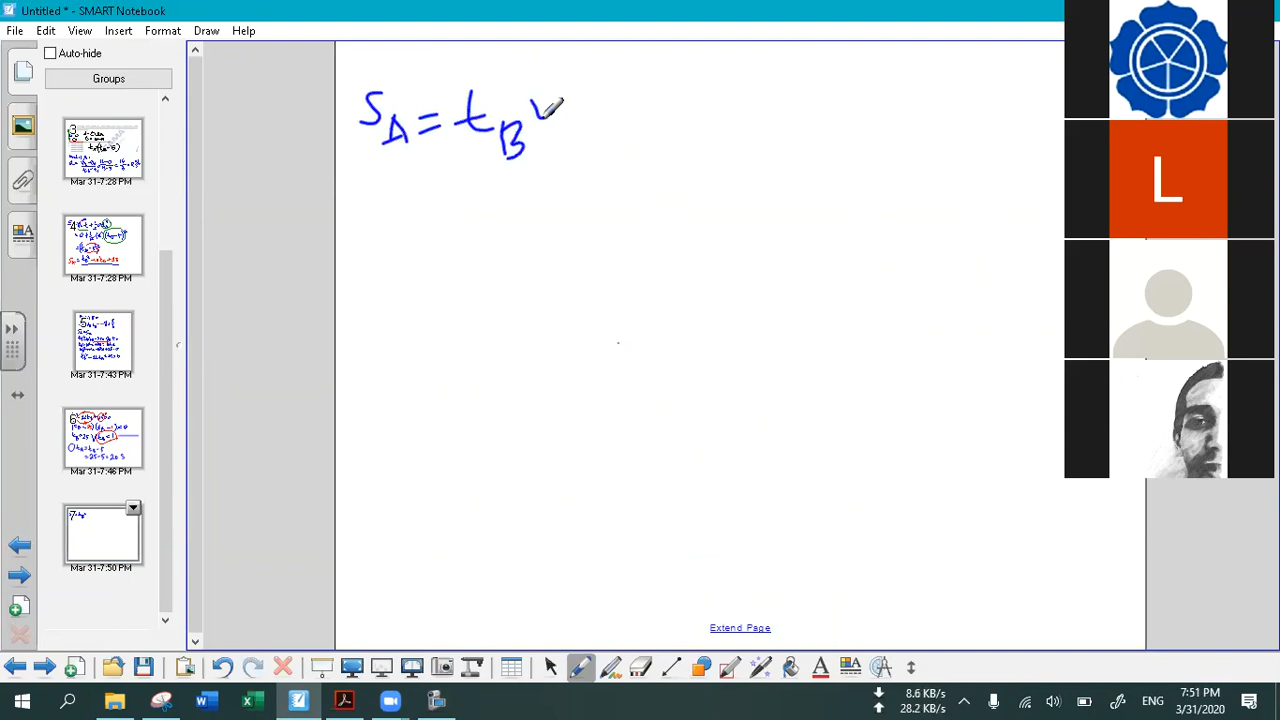 Untitled * - SMART Notebook
File Edit View Insert Format Draw Help
Auto-hide
Groups
Mar 31-7:28 PM
Mar 31-7:28 PM
Mar 31-7:43 PM
Mar 31-7:46 PM
Mar 31-7:50 PM
S_A = t_B
L
Extend Page
8.6 KB/s
28.2 KB/s
ENG
7:51 PM
3/31/2020